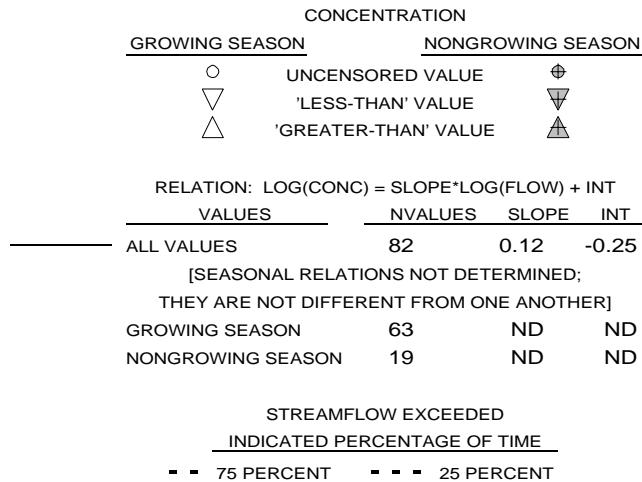 CONCENTRATION
GROWING SEASON NONGROWING SEASON
UNCENSORED VALUE
'LESS-THAN' VALUE
'GREATER-THAN' VALUE
RELATION: LOG(CONC) = SLOPE*LOG(FLOW) + INT
VALUES NVALUES SLOPE INT
ALL VALUES 82 0.12 -0.25
[SEASONAL RELATIONS NOT DETERMINED;
THEY ARE NOT DIFFERENT FROM ONE ANOTHER]
GROWING SEASON 63 ND ND
NONGROWING SEASON 19 ND ND
STREAMFLOW EXCEEDED
INDICATED PERCENTAGE OF TIME
75 PERCENT 25 PERCENT